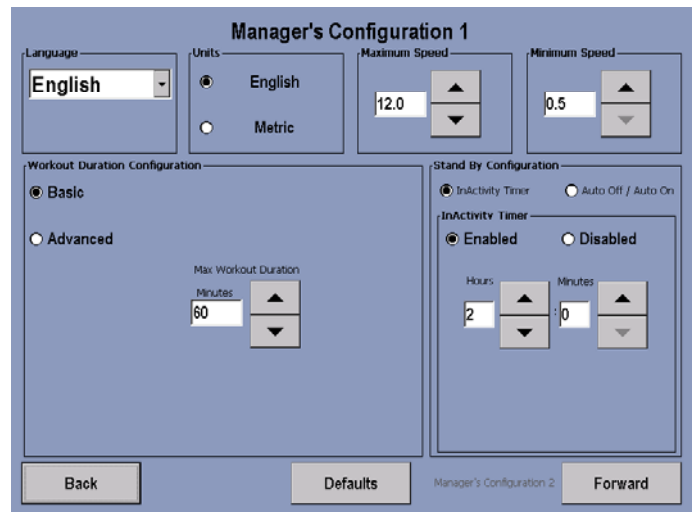 Manager's Configuration 1
Language
English
Units
English
Metric
Maximum Speed
12.0
Minimum Speed
0.5
Workout Duration Configuration
Basic
Advanced
Max Workout Duration
Minutes
60
Stand By Configuration
InActivity Timer
Auto Off / Auto On
InActivity Timer
Enabled
Disabled
Hours
2
:
Minutes
0
Back
Defaults
Manager's Configuration 2
Forward